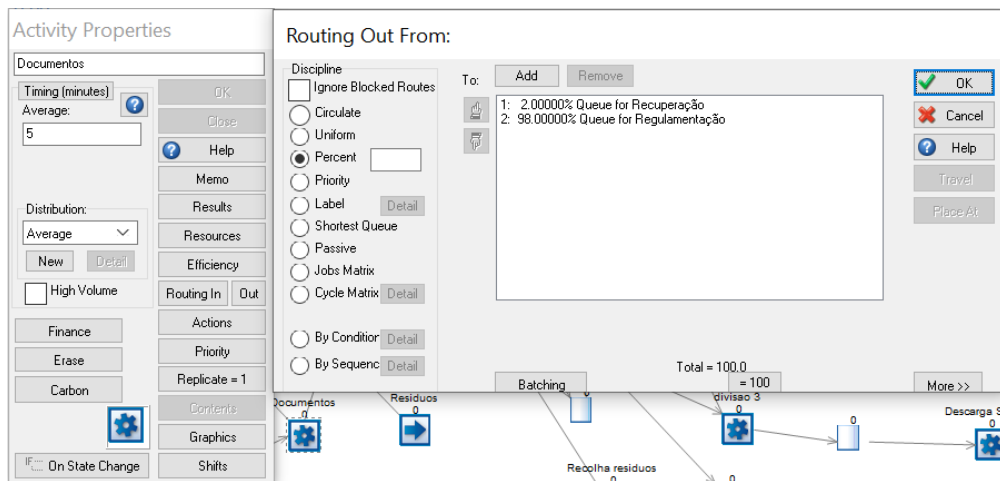 Activity Properties
Documentos
Timing (minutes)
Average:
5
Distribution:
Average
New
Detail
High Volume
Finance
Erase
Carbon
On State Change
OK
Close
Help
Memo
Results
Resources
Efficiency
Routing In
Out
Actions
Priority
Replicate = 1
Contents
Graphics
Shifts
Routing Out From:
Discipline
Ignore Blocked Routes
Circulate
Uniform
Percent
Priority
Label
Detail
Shortest Queue
Passive
Jobs Matrix
Cycle Matrix
Detail
By Condition
Detail
By Sequenc
Detail
To:
Add
Remove
1: 2.00000% Queue for Recuperação
2: 98.00000% Queue for Regulamentação
Total = 100.0
= 100
Batching
OK
Cancel
Help
Travel
Place At
More >>
Documentos
0
Residuos
0
0
divisao 3
0
0
Descarga S
0
Recolha residuos
0
0